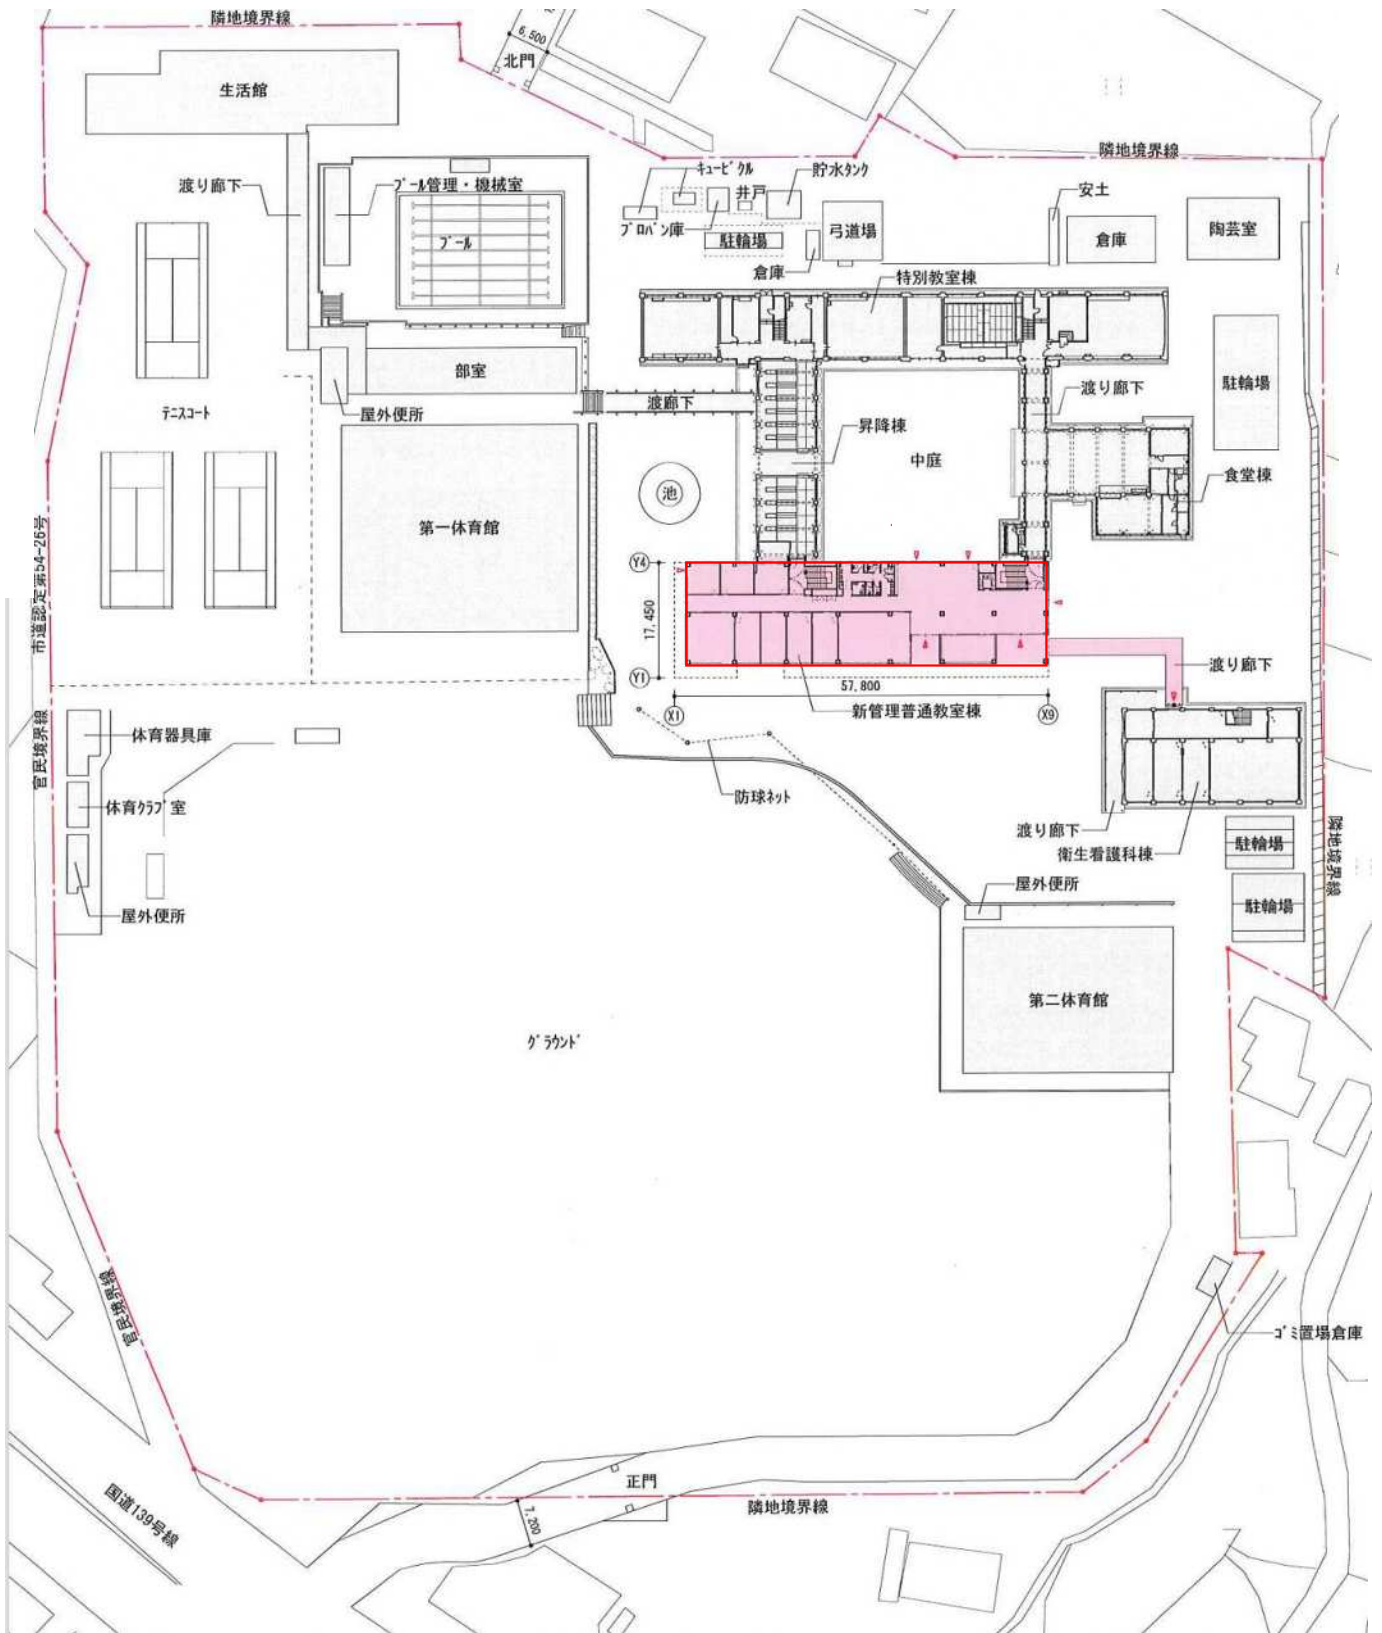 隣地境界線
6,500
北門
生活館
隣地境界線
渡り廊下
プール管理・機械室
キュービクル
貯水タンク
井戸
安土
プロパン庫
駐輪場
弓道場
倉庫
陶芸室
プール
倉庫
特別教室棟
部室
渡廊下
渡り廊下
駐輪場
テニスコート
屋外便所
昇降棟
中庭
食堂棟
池
第一体育館
市道認定第54-26号
Y4
17,450
Y1
57,800
X1
X9
渡り廊下
新管理普通教室棟
官民境界線
体育器具庫
防球ネット
体育クラブ室
渡り廊下
衛生看護科棟
駐輪場
隣地境界線
屋外便所
屋外便所
駐輪場
第二体育館
グラウンド
官民境界線
ゴミ置場倉庫
正門
国道139号線
7,200
隣地境界線